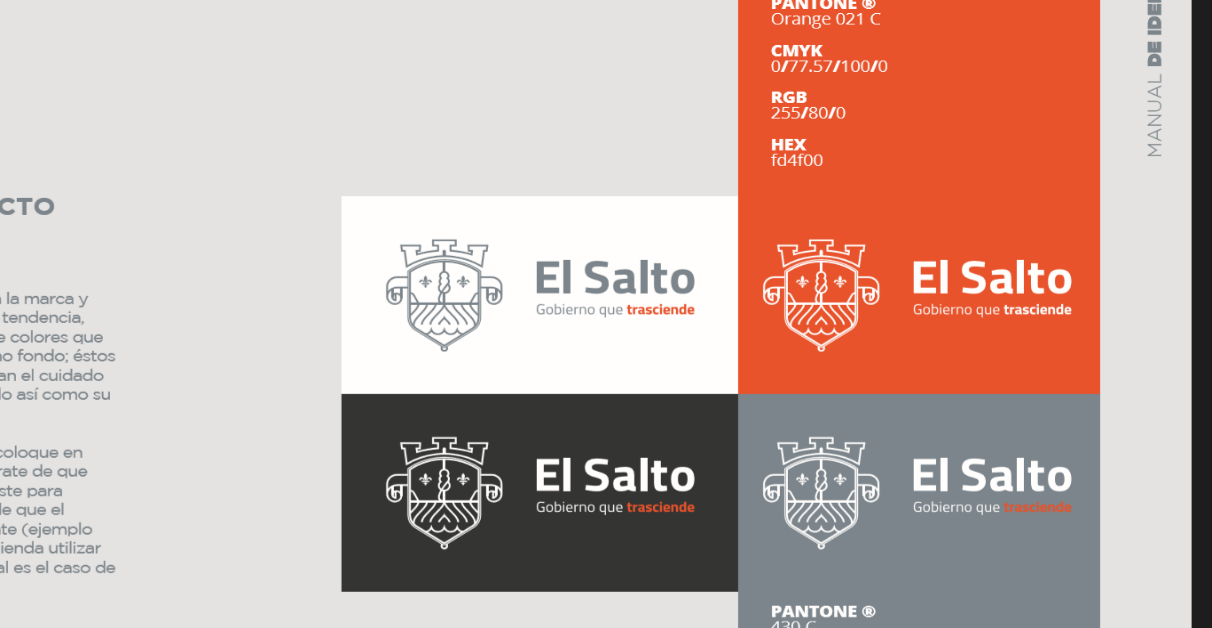 PANTONE ®
Orange 021 C
CMYK
0/77.57/100/0
RGB
255/80/0
HEX
fd4f00
MANUAL DE IDE
CTO
la marca y
tendencia,
e colores que
no fondo; éstos
an el cuidado
lo así como su
coloque en
rate de que
ste para
de que el
te (ejemplo
ienda utilizar
al es el caso de
El Salto
Gobierno que trasciende
El Salto
Gobierno que trasciende
El Salto
Gobierno que trasciende
El Salto
Gobierno que trasciende
PANTONE ®
430 C